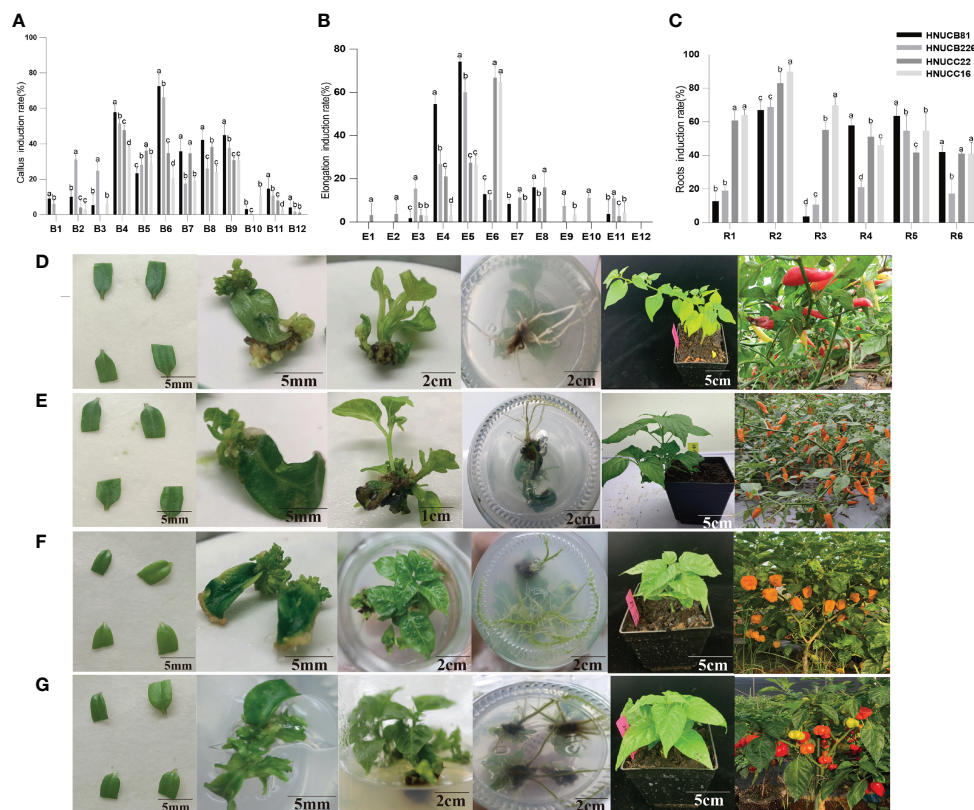 A
B
C
Callus induction rate(%)
100
80
60
40
20
0
B1 B2 B3 B4 B5 B6 B7 B8 B9 B10 B11 B12
Elongation induction rate(%)
80
60
40
20
0
E1 E2 E3 E4 E5 E6 E7 E8 E9 E10 E11 E12
Roots induction rate(%)
100
80
60
40
20
0
R1 R2 R3 R4 R5 R6
HNUCB81
HNUCB226
HNUCC22
HNUCC16
D
5mm 5mm 2cm 2cm 5cm
E
5mm 5mm 1cm 2cm 5cm
F
5mm 5mm 2cm 2cm 5cm
G
5mm 5mm 2cm 2cm 5cm